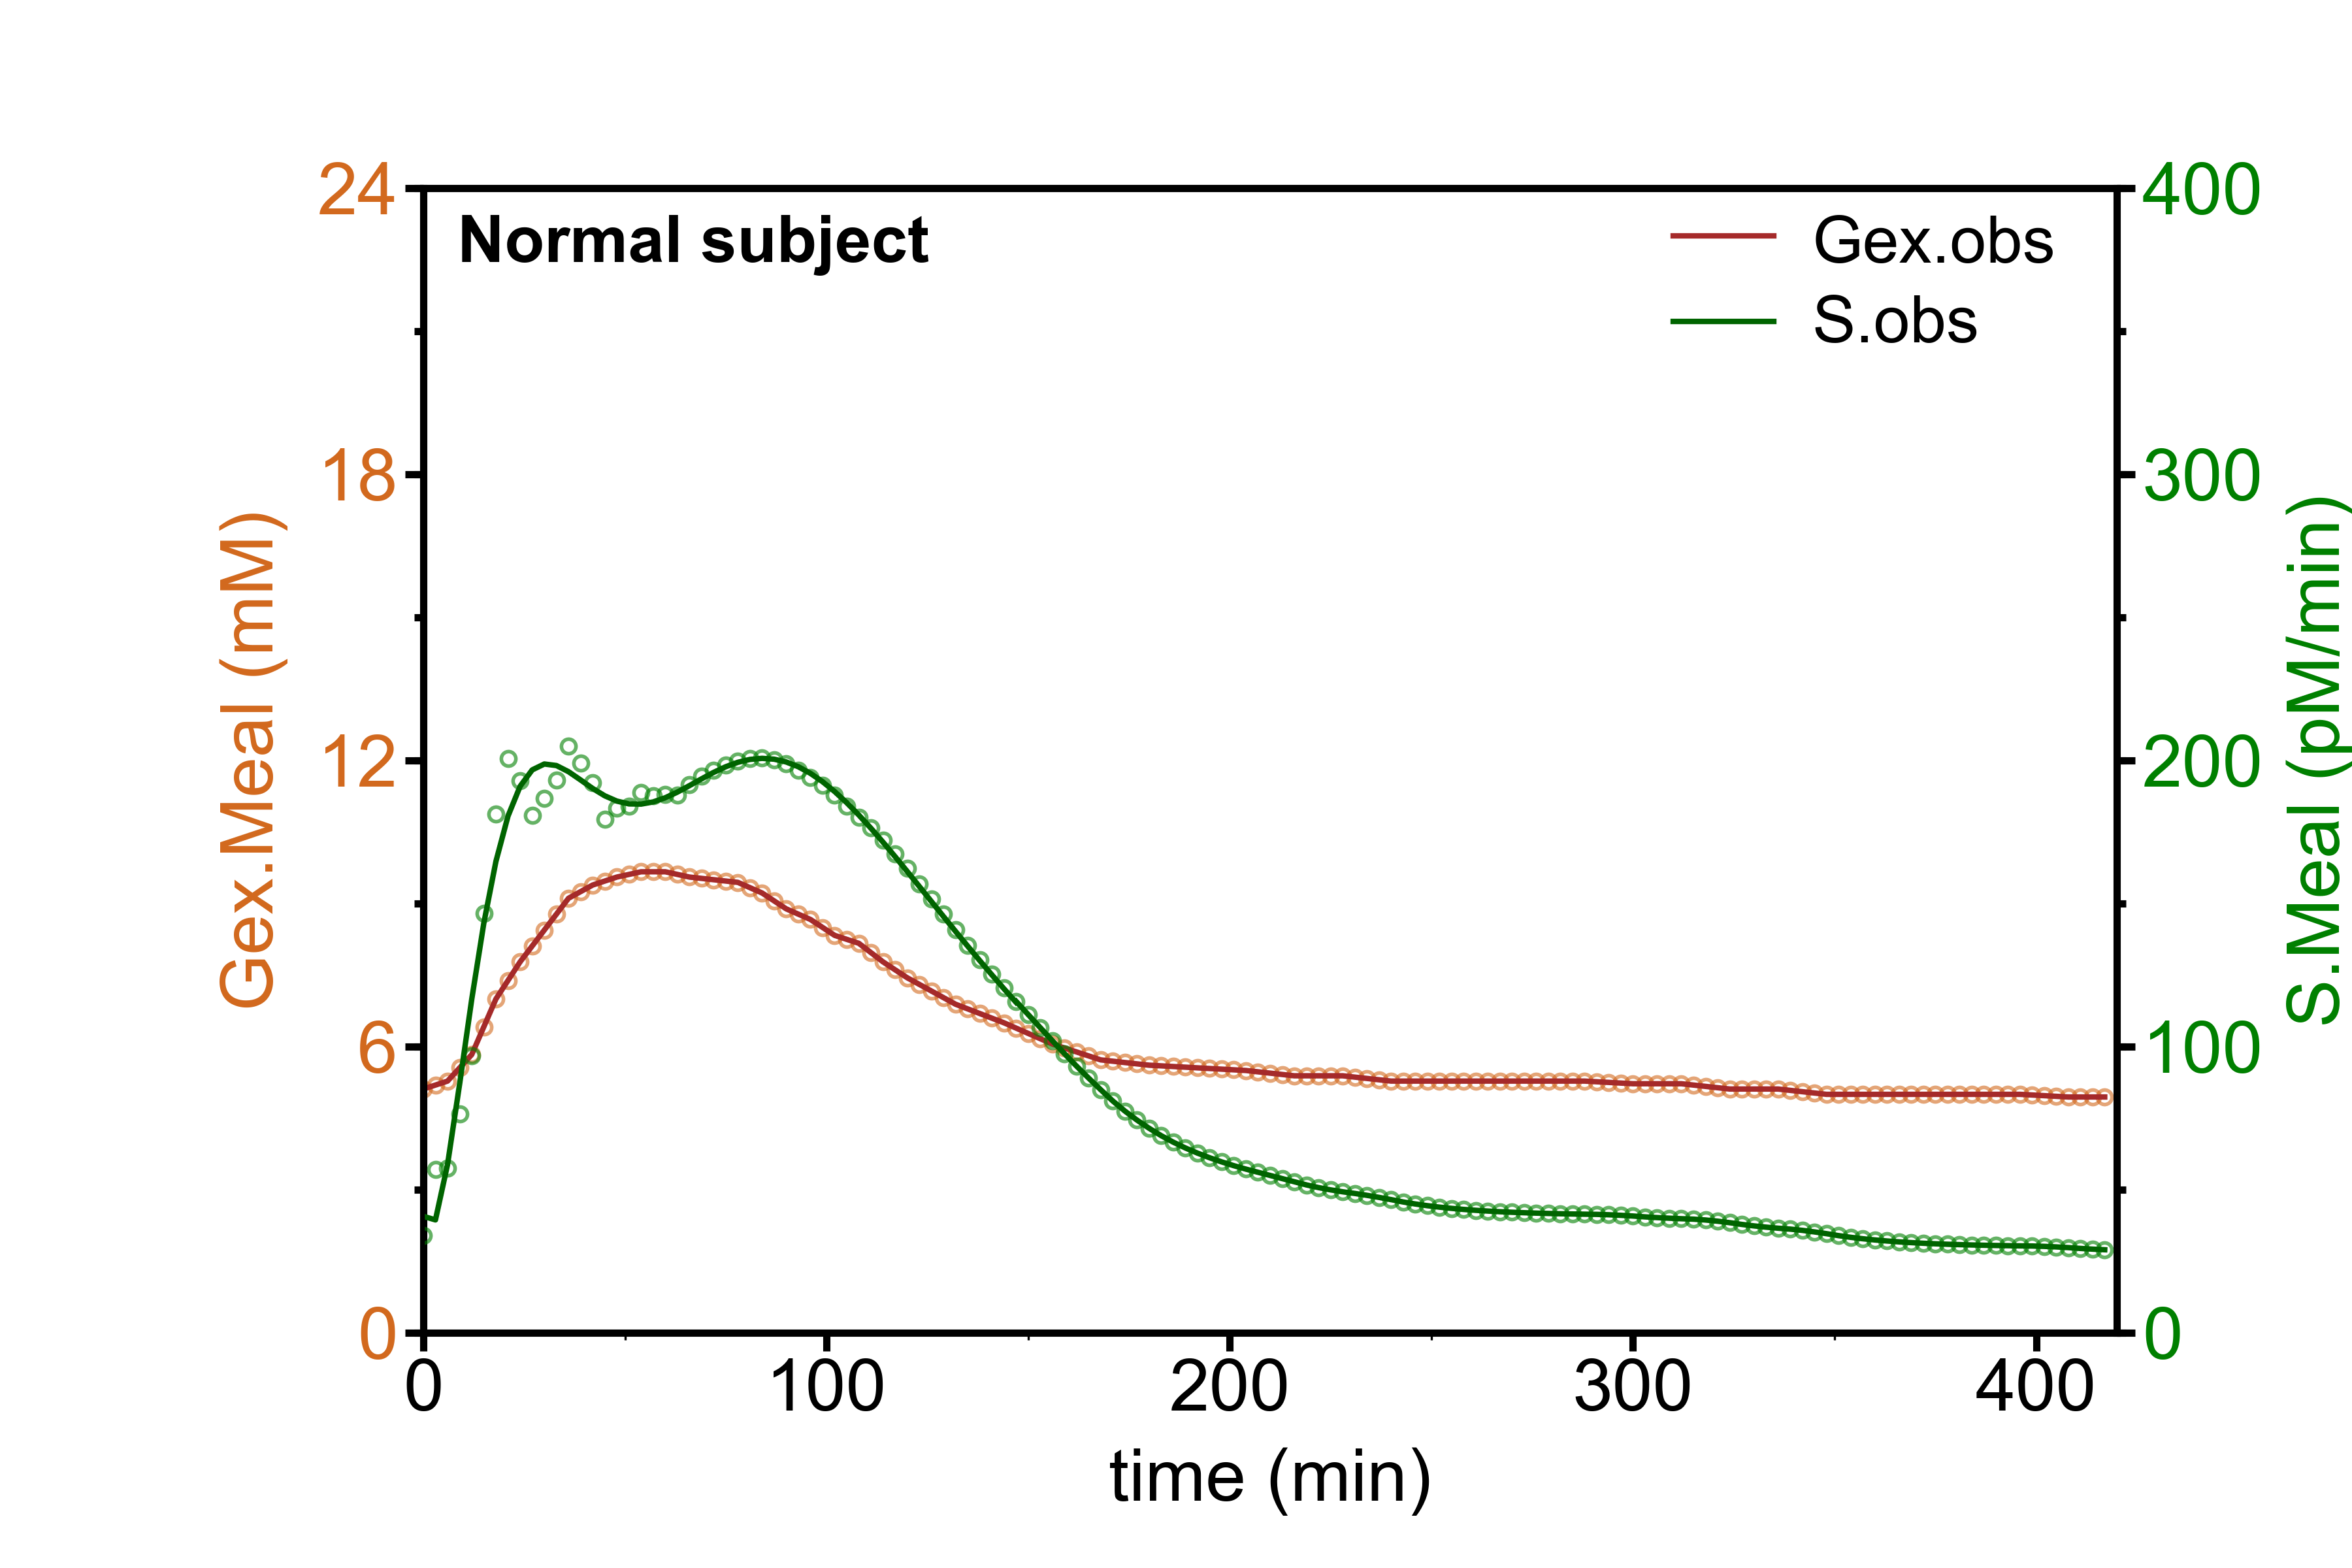 Normal subject
Gex.obs
S.obs
24
18
12
6
0
Gex.Meal (mM)
400
300
200
100
0
S.Meal (pM/min)
0
100
200
300
400
time (min)